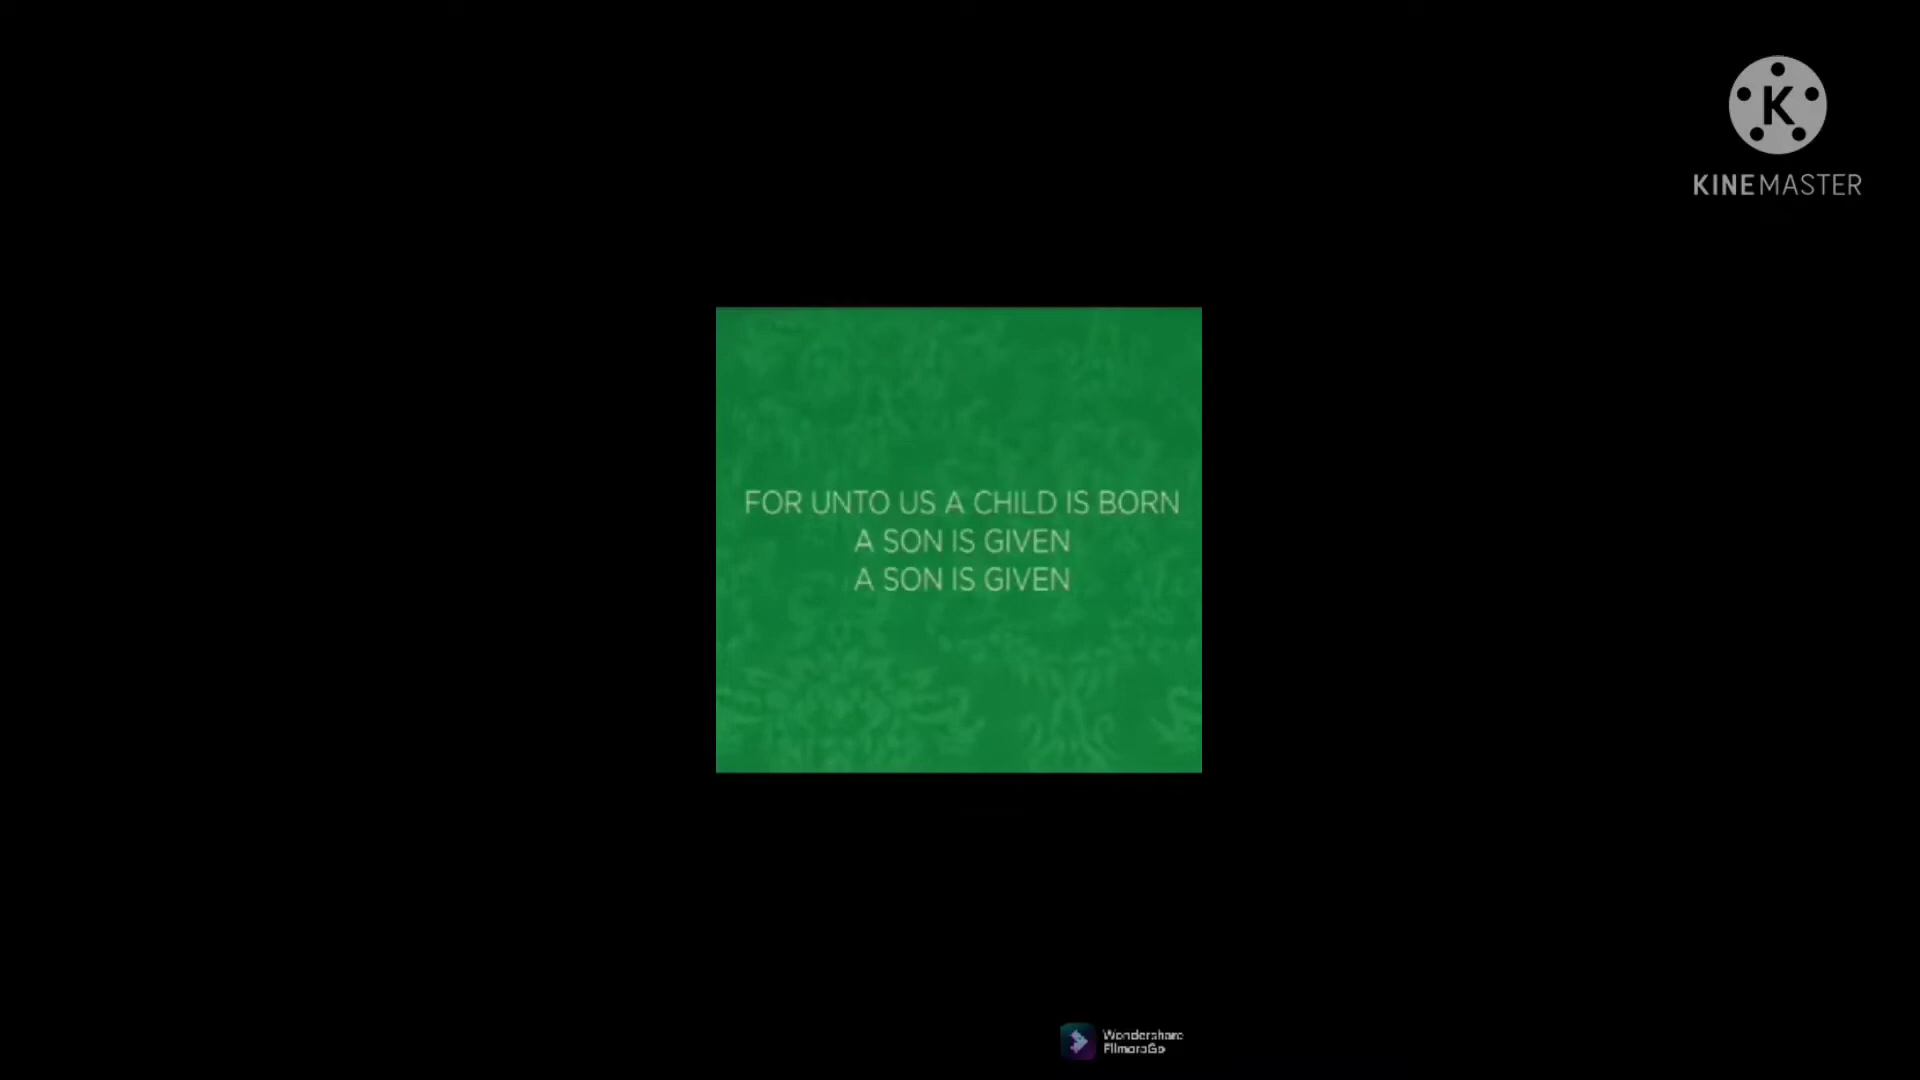 K
KINEMASTER
FOR UNTO US A CHILD IS BORN
A SON IS GIVEN
A SON IS GIVEN
Wondershare
FilmoraGo